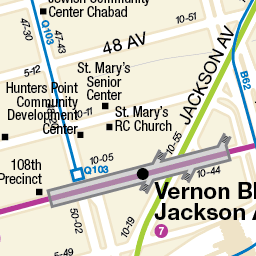 Center Chabad
Q103
47-43
10-51
48 AV
JACKSON AV
B62
5-12
St. Mary's
Senior
Center
Hunters Point
Community
Development
Center
10-11
St. Mary's
RC Church
10-55
108th
Precinct
Q103
10-05
10-44
Vernon Bl
Jackson A
50-02
10-19
7